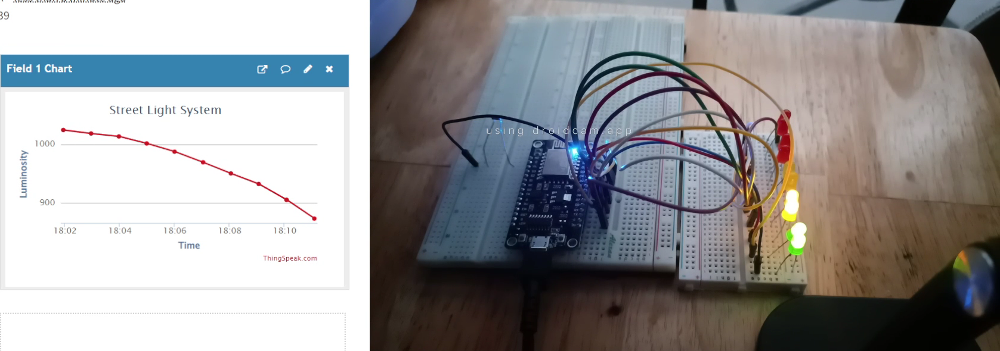 39
Field 1 Chart
Street Light System
Luminosity
1000
900
18:02 18:04 18:06 18:08 18:10
Time
ThingSpeak.com
using droidcam.app